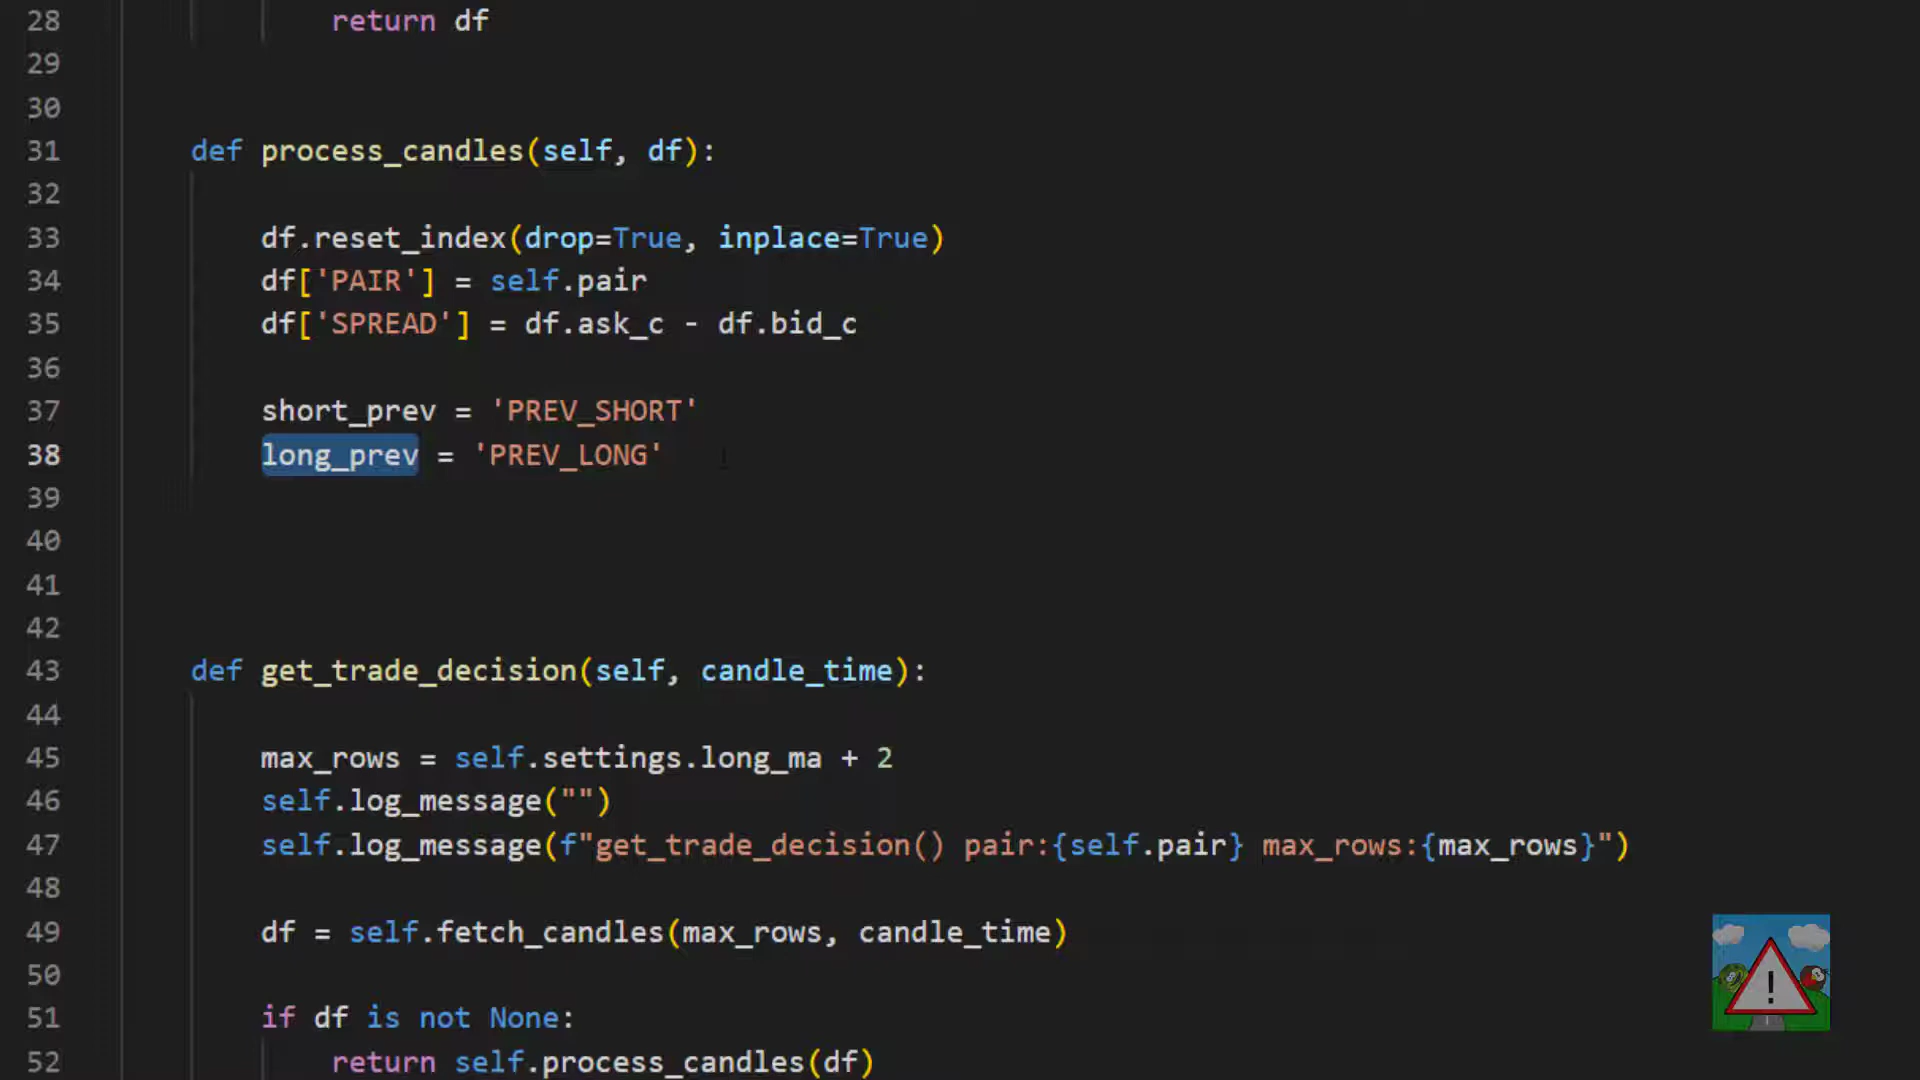 28 return df
29
30
31 def process_candles(self, df):
32
33 df.reset_index(drop=True, inplace=True)
34 df['PAIR'] = self.pair
35 df['SPREAD'] = df.ask_c - df.bid_c
36
37 short_prev = 'PREV_SHORT'
38 long_prev = 'PREV_LONG'
39
40
41
42
43 def get_trade_decision(self, candle_time):
44
45 max_rows = self.settings.long_ma + 2
46 self.log_message("")
47 self.log_message(f"get_trade_decision() pair:{self.pair} max_rows:{max_rows}")
48
49 df = self.fetch_candles(max_rows, candle_time)
50
51 if df is not None:
52 return self.process_candles(df)
!